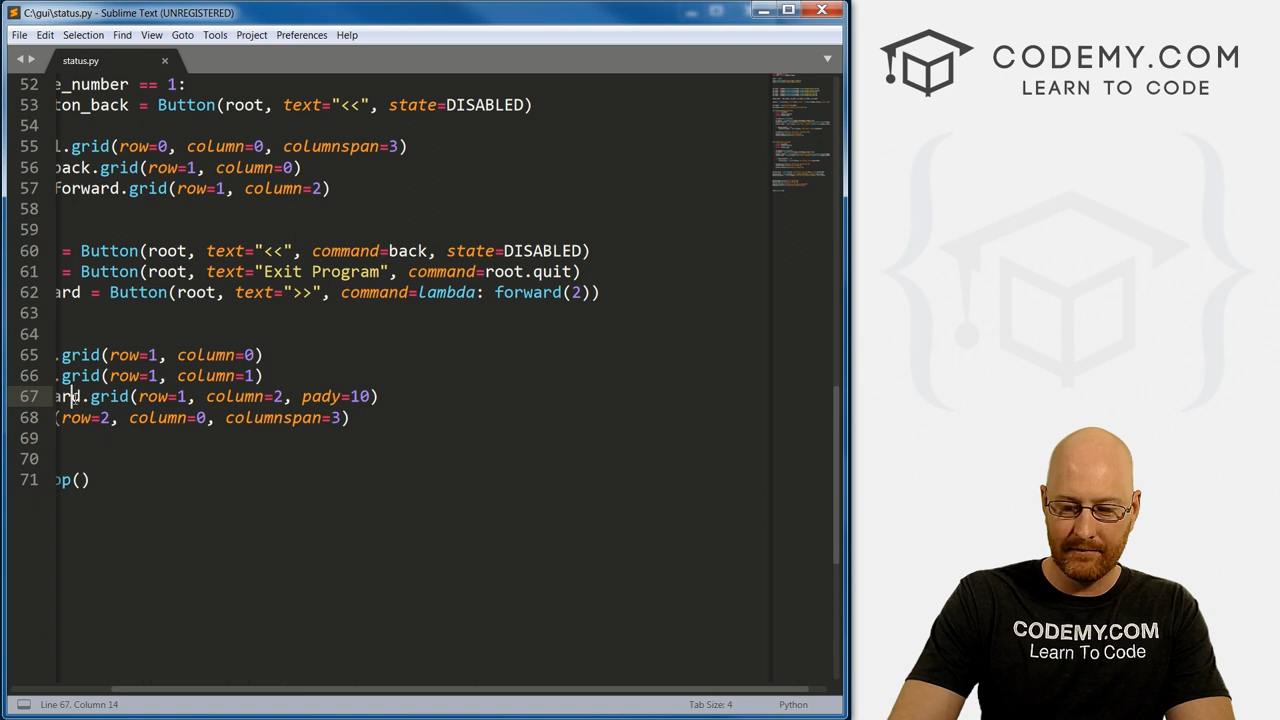 C:\gui\status.py - Sublime Text (UNREGISTERED)
File Edit Selection Find View Goto Tools Project Preferences Help
status.py
52 e_number == 1:
53 = Button(root, text="<<", state=DISABLED)
54
55 l.grid(row=0, column=0, columnspan=3)
56 back.grid(row=1, column=0)
57 forward.grid(row=1, column=2)
58
59
60 = Button(root, text="<<", command=back, state=DISABLED)
61 = Button(root, text="Exit Program", command=root.quit)
62 ard = Button(root, text=">>", command=lambda: forward(2))
63
64
65 .grid(row=1, column=0)
66 .grid(row=1, column=1)
67 ard.grid(row=1, column=2, pady=10)
68 (row=2, column=0, columnspan=3)
69
70
71 op()
Line 67, Column 14
Tab Size: 4
Python
CODEMY.COM
LEARN TO CODE
CODEMY.COM
Learn To Code